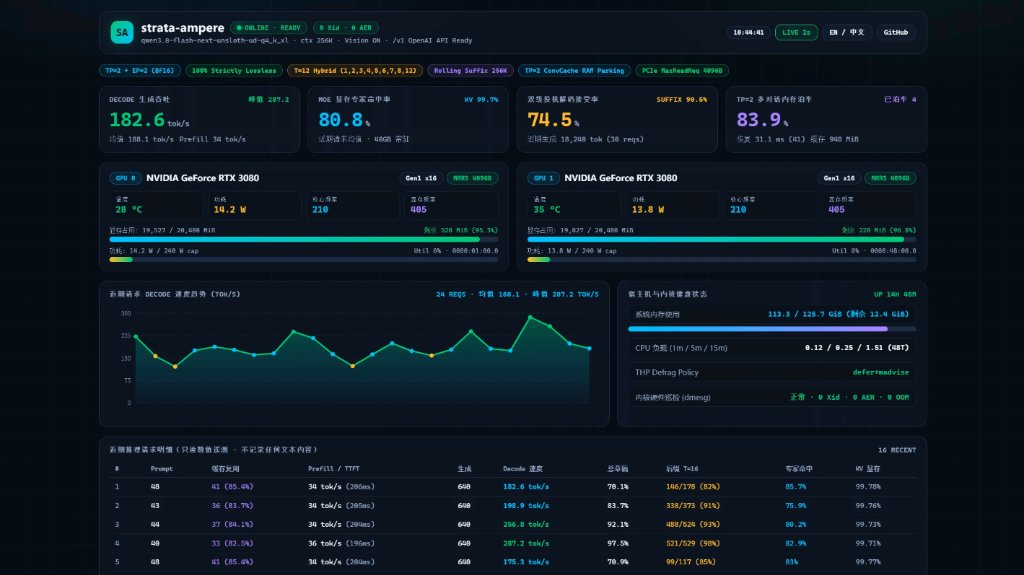 SA
strata-ampere
ONLINE · READY
0 Xid · 0 AER
qwen3.8-flash-next-unsloth-ud-q4_k_xl · ctx 256K · Vision ON · /v1 OpenAI API Ready
10:44:41
LIVE 2s
EN / 中文
GitHub
TP=2 + EP=2 (BF16)
100% Strictly Lossless
T=12 Hybrid (1,2,3,4,5,6,7,8,12)
Rolling Suffix 256K
TP=2 ConvCache RAM Parking
PCIe MaxReadReq 4096B
DECODE 生成吞吐
峰值 287.2
182.6 tok/s
均值 188.1 tok/s Prefill 34 tok/s
MOE 显存专家命中率
KV 99.7%
80.8 %
近期请求均值 · 40GB 常驻
双级投机解码接受率
SUFFIX 90.5%
74.5 %
近期生成 18,240 tok (30 reqs)
TP=2 多对话内存泊车
已泊车 4
83.9 %
恢复 31.1 ms (41) 缓存 948 MiB
GPU 0
NVIDIA GeForce RTX 3080
Gen1 x16
MRRS 4096B
温度
28 °C
功耗
14.2 W
核心频率
210
显存频率
405
显存占用: 19,527 / 20,480 MiB
剩余 528 MiB (95.3%)
功耗: 14.2 W / 240 W cap
Util 0% · 0000:01:00.0
GPU 1
NVIDIA GeForce RTX 3080
Gen1 x16
MRRS 4096B
温度
35 °C
功耗
13.8 W
核心频率
210
显存频率
405
显存占用: 19,827 / 20,480 MiB
剩余 228 MiB (96.8%)
功耗: 13.8 W / 240 W cap
Util 0% · 0000:48:00.0
近期请求 DECODE 速度趋势 (TOK/S)
24 REQS · 均值 188.1 · 峰值 287.2 TOK/S
300
225
150
75
0
宿主机与内核健康状态
UP 14H 48M
系统内存使用
113.3 / 125.7 GiB (剩余 12.4 GiB)
CPU 负载 (1m / 5m / 15m)
0.12 / 0.25 / 1.51 (48T)
THP Defrag Policy
defer+madvise
内核硬件巡检 (dmesg)
正常 · 0 Xid · 0 AER · 0 OOM
近期推理请求明细 (只读数值遥测 · 不记录任何文本内容)
16 RECENT
# Prompt 缓存复用 Prefill / TTFT 生成 Decode 速度 总草稿 后缀 T=16 专家命中 KV 显存
1 48 41 (85.4%) 34 tok/s (206ms) 640 182.6 tok/s 70.1% 146/178 (82%) 85.7% 99.78%
2 43 36 (83.7%) 34 tok/s (205ms) 640 198.9 tok/s 83.7% 338/373 (91%) 75.9% 99.76%
3 44 37 (84.1%) 34 tok/s (204ms) 640 256.8 tok/s 92.1% 488/524 (93%) 80.2% 99.73%
4 40 33 (82.5%) 36 tok/s (196ms) 640 287.2 tok/s 97.5% 521/529 (98%) 82.9% 99.71%
5 48 41 (85.4%) 34 tok/s (204ms) 640 175.3 tok/s 70.9% 99/117 (85%) 83% 99.77%